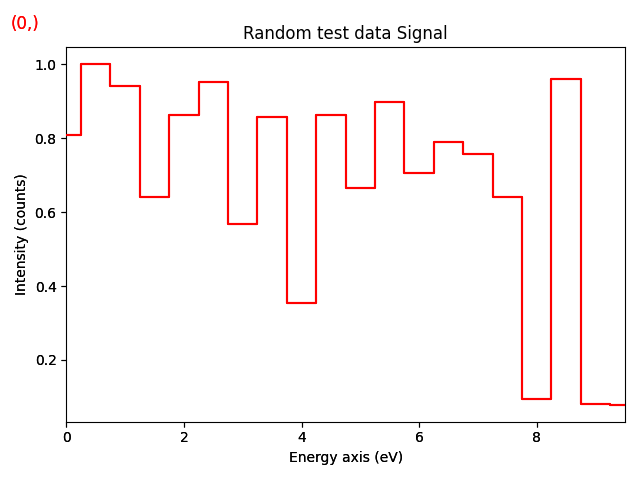 (0,)
Random test data Signal
1.0
0.8
0.6
0.4
0.2
Intensity (counts)
0 2 4 6 8
Energy axis (eV)